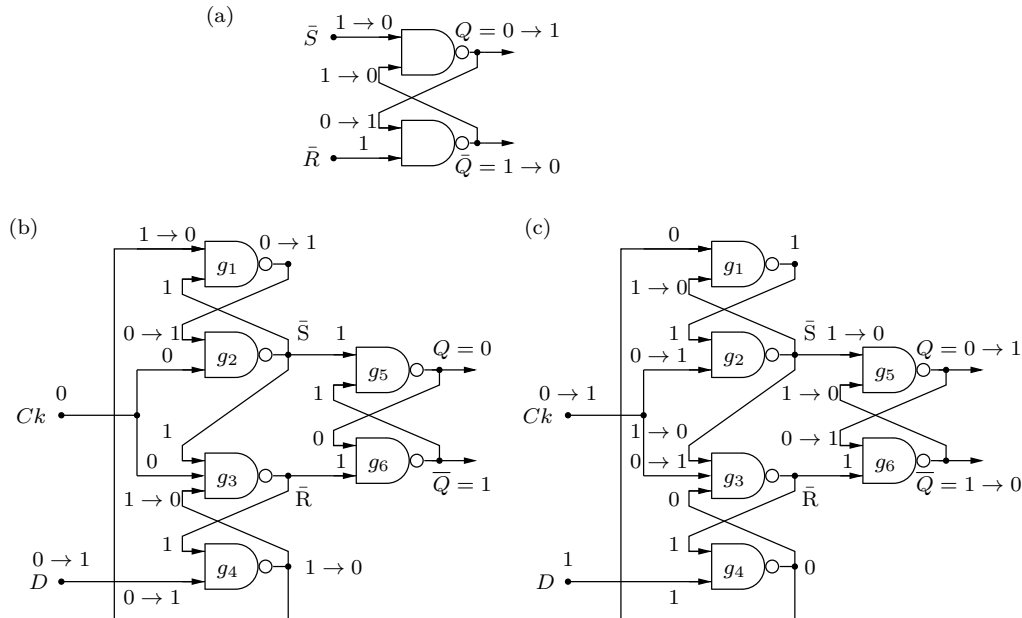 (a)
S̄ 1 → 0 Q = 0 → 1
1 → 0
0 → 1
R̄ 1 Q̄ = 1 → 0
(b)
1 → 0 g₁ 0 → 1
1
0 → 1 g₂ S̄ 1 Q = 0
0
0 g₅
1
Ck
1 0
0 g₃ 1 g₆
1 → 0 R̄ Q̄ = 1
0 → 1 1
D g₄ 1 → 0
0 → 1
(c)
0 g₁ 1
1 → 0
1 g₂ S̄ 1 → 0 Q = 0 → 1
0 → 1
0 → 1 g₅
1 → 0
Ck
1 → 0 0 → 1
0 → 1 g₃ 1 g₆
0 R̄ Q̄ = 1 → 0
1 1
D g₄ 0
1